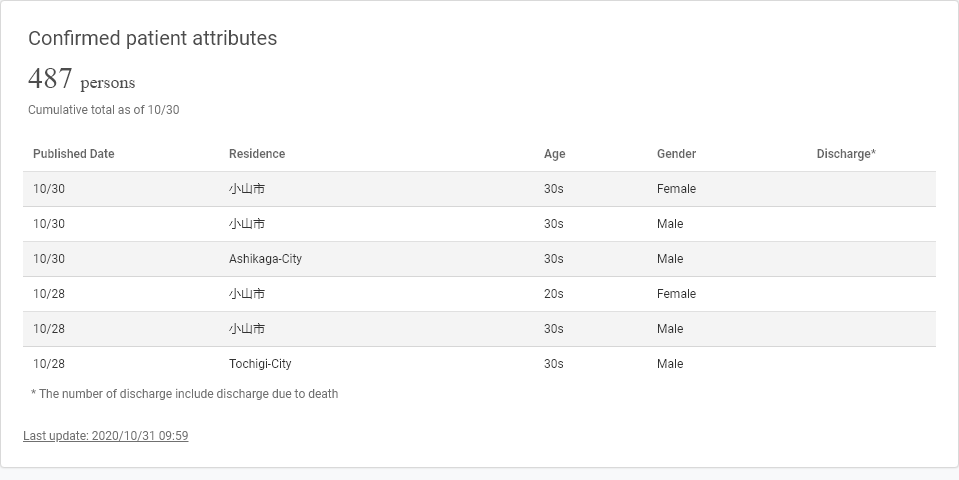 Confirmed patient attributes
487 persons
Cumulative total as of 10/30
Published Date Residence Age Gender Discharge*
10/30 小山市 30s Female
10/30 小山市 30s Male
10/30 Ashikaga-City 30s Male
10/28 小山市 20s Female
10/28 小山市 30s Male
10/28 Tochigi-City 30s Male
* The number of discharge include discharge due to death
Last update: 2020/10/31 09:59